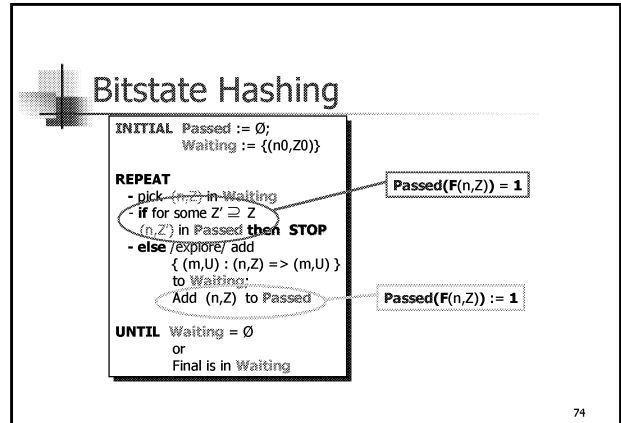 Bitstate Hashing
INITIAL Passed := Ø;
Waiting := {(n0,Z0)}
REPEAT
- pick (n,Z) in Waiting
- if for some Z' ⊇ Z
(n,Z') in Passed then STOP
- else /explore/ add
{ (m,U) : (n,Z) => (m,U) }
to Waiting;
Add (n,Z) to Passed
UNTIL Waiting = Ø
or
Final is in Waiting
Passed(F(n,Z)) = 1
Passed(F(n,Z)) := 1
74